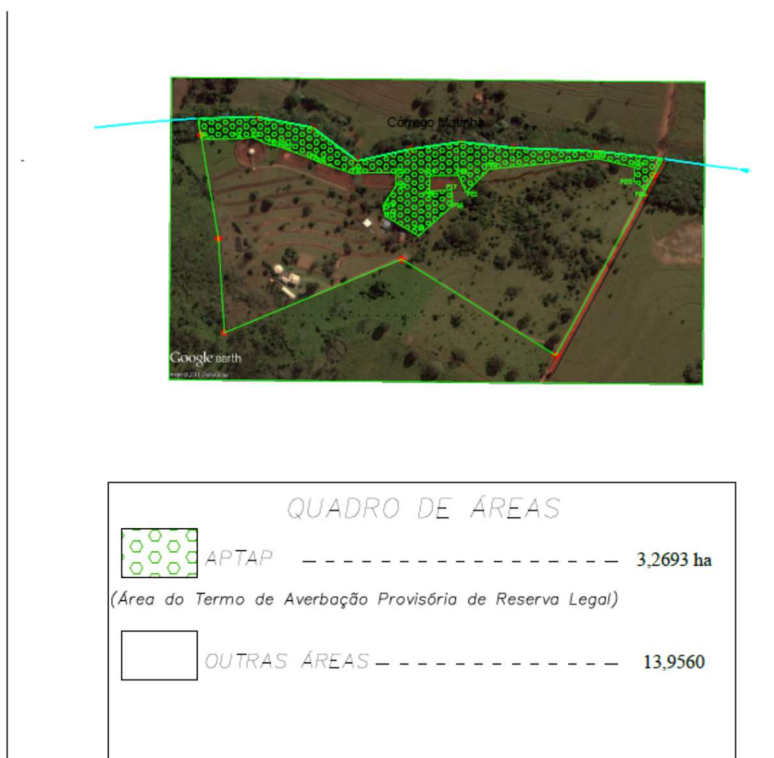 Córrego Matinha
P17
Google earth
QUADRO DE ÁREAS
APTAP 3,2693 ha
(Área do Termo de Averbação Provisória de Reserva Legal)
OUTRAS ÁREAS 13,9560